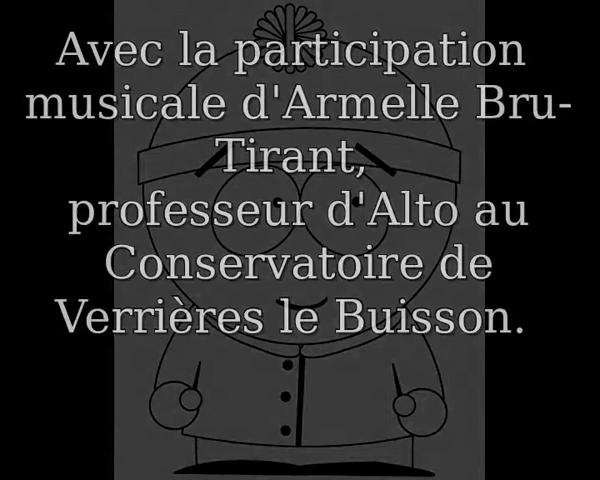 Avec la participation
musicale d'Armelle Bru-
Tirant,
professeur d'Alto au
Conservatoire de
Verrières le Buisson.